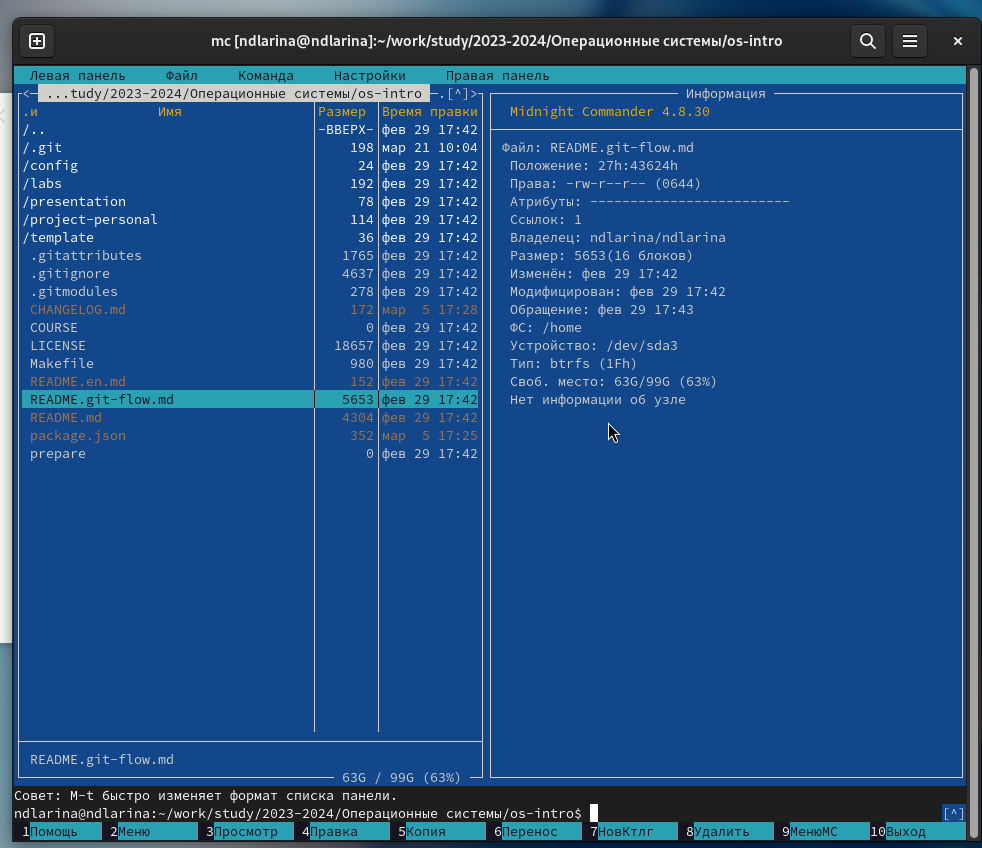 mc [ndlarina@ndlarina]:~/work/study/2023-2024/Операционные системы/os-intro
Левая панель Файл Команда Настройки Правая панель
<─ ...tudy/2023-2024/Операционные системы/os-intro ─.[^]>
.и Имя Размер Время правки
/.. -ВВЕРХ- фев 29 17:42
/.git 198 мар 21 10:04
/config 24 фев 29 17:42
/labs 192 фев 29 17:42
/presentation 78 фев 29 17:42
/project-personal 114 фев 29 17:42
/template 36 фев 29 17:42
.gitattributes 1765 фев 29 17:42
.gitignore 4637 фев 29 17:42
.gitmodules 278 фев 29 17:42
CHANGELOG.md 172 мар 5 17:28
COURSE 0 фев 29 17:42
LICENSE 18657 фев 29 17:42
Makefile 980 фев 29 17:42
README.en.md 152 фев 29 17:42
README.git-flow.md 5653 фев 29 17:42
README.md 4304 фев 29 17:42
package.json 352 мар 5 17:25
prepare 0 фев 29 17:42
README.git-flow.md
63G / 99G (63%)
Информация
Midnight Commander 4.8.30
Файл: README.git-flow.md
Положение: 27h:43624h
Права: -rw-r--r-- (0644)
Атрибуты: -------------------------
Ссылок: 1
Владелец: ndlarina/ndlarina
Размер: 5653(16 блоков)
Изменён: фев 29 17:42
Модифицирован: фев 29 17:42
Обращение: фев 29 17:43
ФС: /home
Устройство: /dev/sda3
Тип: btrfs (1Fh)
Своб. место: 63G/99G (63%)
Нет информации об узле
Совет: M-t быстро изменяет формат списка панели.
ndlarina@ndlarina:~/work/study/2023-2024/Операционные системы/os-intro$ [^]
1Помощь 2Меню 3Просмотр 4Правка 5Копия 6Перенос 7НовКтлг 8Удалить 9МенюMC 10Выход